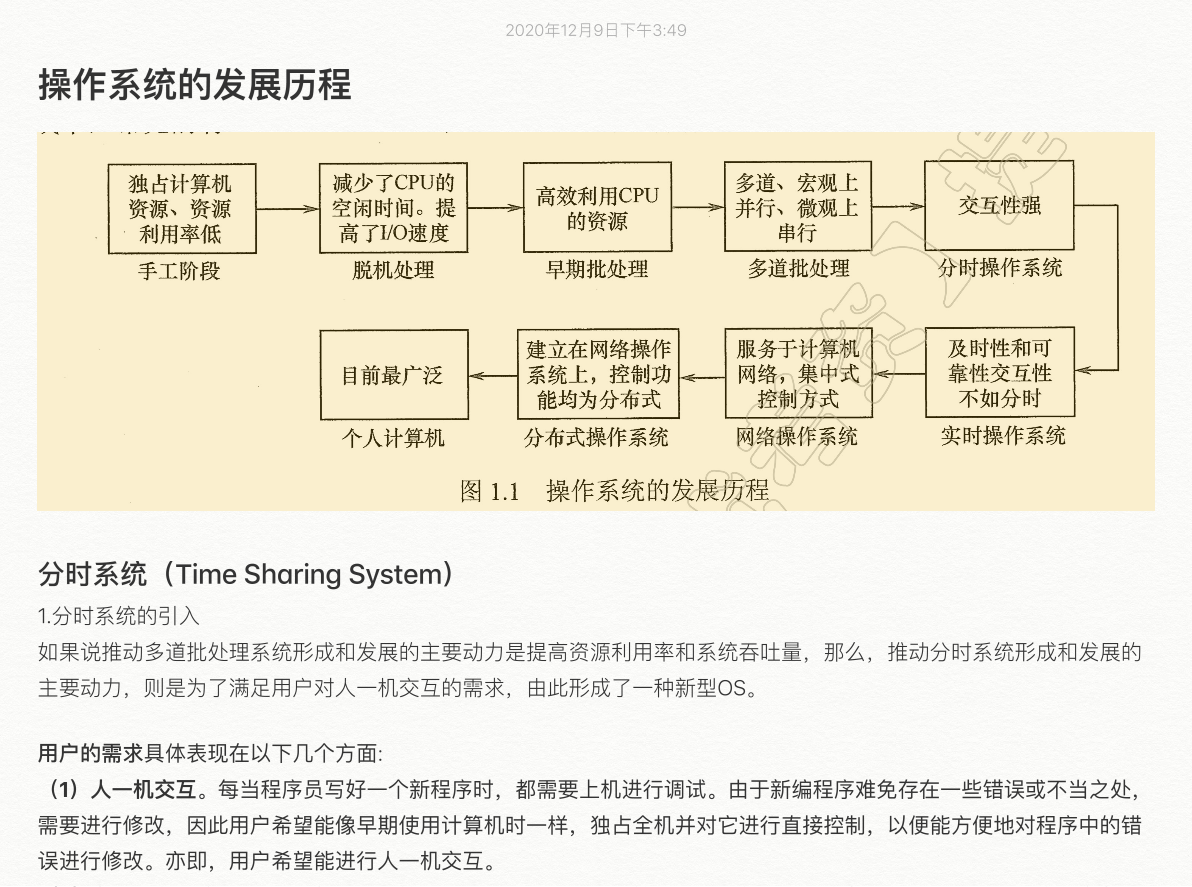 2020年12月9日下午3:49
操作系统的发展历程
独占计算机
资源、资源
利用率低
手工阶段
减少了CPU的
空闲时间。提
高了I/O速度
脱机处理
高效利用CPU
的资源
早期批处理
多道、宏观上
并行、微观上
串行
多道批处理
交互性强
分时操作系统
及时性和可
靠性交互性
不如分时
实时操作系统
服务于计算机
网络，集中式
控制方式
网络操作系统
建立在网络操作
系统上，控制功
能均为分布式
分布式操作系统
目前最广泛
个人计算机
图 1.1 操作系统的发展历程
分时系统（Time Sharing System）
1.分时系统的引入
如果说推动多道批处理系统形成和发展的主要动力是提高资源利用率和系统吞吐量，那么，推动分时系统形成和发展的
主要动力，则是为了满足用户对人一机交互的需求，由此形成了一种新型OS。
用户的需求具体表现在以下几个方面:
（1）人一机交互。每当程序员写好一个新程序时，都需要上机进行调试。由于新编程序难免存在一些错误或不当之处，
需要进行修改，因此用户希望能像早期使用计算机时一样，独占全机并对它进行直接控制，以便能方便地对程序中的错
误进行修改。亦即，用户希望能进行人一机交互。